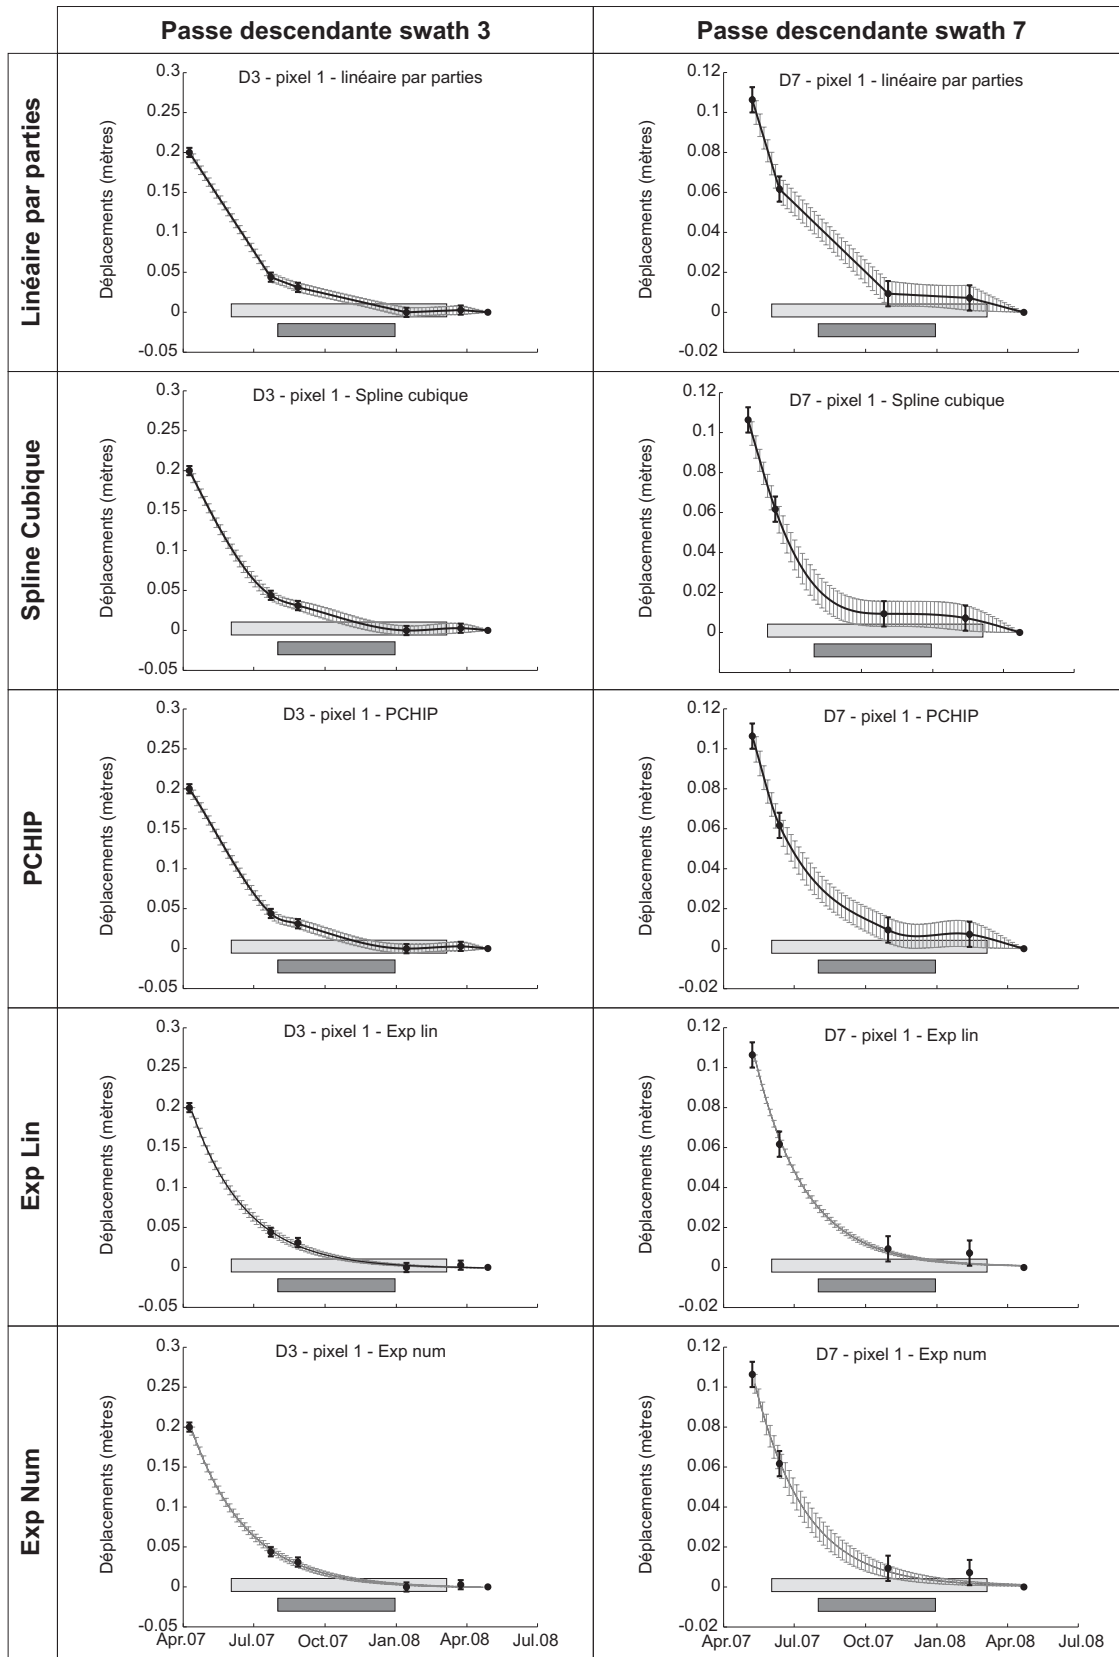 Passe descendante swath 3
Passe descendante swath 7
Linéaire par parties
D3 - pixel 1 - linéaire par parties
Déplacements (mètres)
0.3
0.25
0.2
0.15
0.1
0.05
0
-0.05
D7 - pixel 1 - linéaire par parties
Déplacements (mètres)
0.12
0.1
0.08
0.06
0.04
0.02
0
-0.02
Spline Cubique
D3 - pixel 1 - Spline cubique
Déplacements (mètres)
0.3
0.25
0.2
0.15
0.1
0.05
0
-0.05
D7 - pixel 1 - Spline cubique
Déplacements (mètres)
0.12
0.1
0.08
0.06
0.04
0.02
0
PCHIP
D3 - pixel 1 - PCHIP
Déplacements (mètres)
0.3
0.25
0.2
0.15
0.1
0.05
0
-0.05
D7 - pixel 1 - PCHIP
Déplacements (mètres)
0.12
0.1
0.08
0.06
0.04
0.02
0
-0.02
Exp Lin
D3 - pixel 1 - Exp lin
Déplacements (mètres)
0.3
0.25
0.2
0.15
0.1
0.05
0
-0.05
D7 - pixel 1 - Exp lin
Déplacements (mètres)
0.12
0.1
0.08
0.06
0.04
0.02
0
-0.02
Exp Num
D3 - pixel 1 - Exp num
Déplacements (mètres)
0.3
0.25
0.2
0.15
0.1
0.05
0
-0.05
Apr.07 Jul.07 Oct.07 Jan.08 Apr.08 Jul.08
D7 - pixel 1 - Exp num
Déplacements (mètres)
0.12
0.1
0.08
0.06
0.04
0.02
0
-0.02
Apr.07 Jul.07 Oct.07 Jan.08 Apr.08 Jul.08